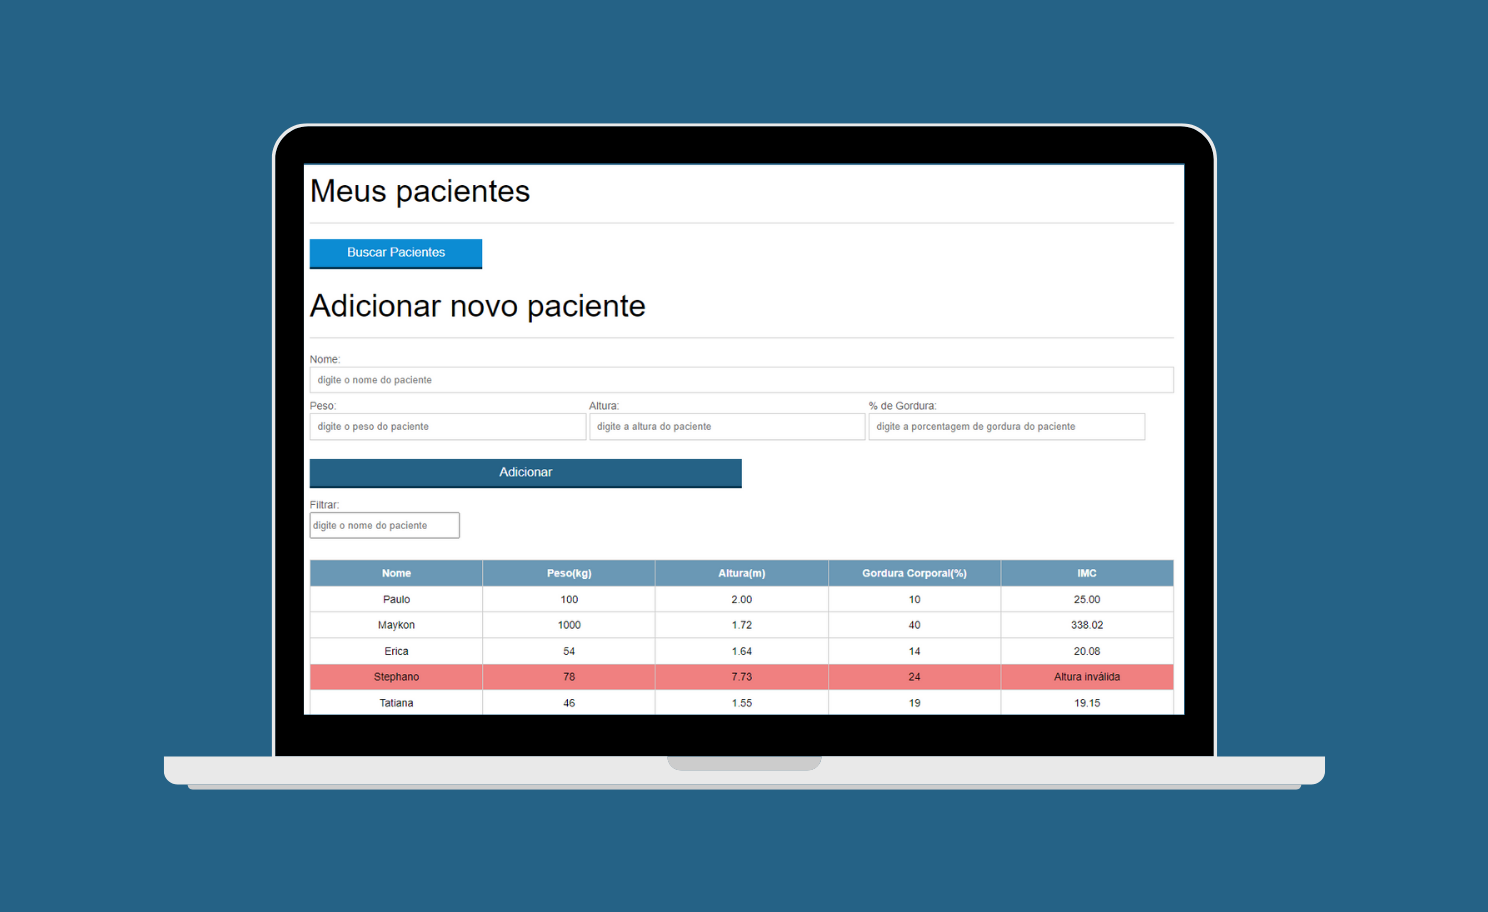 Meus pacientes
Buscar Pacientes
Adicionar novo paciente
Nome:
digite o nome do paciente
Peso: Altura: % de Gordura:
digite o peso do paciente digite a altura do paciente digite a porcentagem de gordura do paciente
Adicionar
Filtrar:
digite o nome do paciente
Nome Peso(kg) Altura(m) Gordura Corporal(%) IMC
Paulo 100 2.00 10 25.00
Maykon 1000 1.72 40 338.02
Erica 54 1.64 14 20.08
Stephano 78 7.73 24 Altura inválida
Tatiana 46 1.55 19 19.15